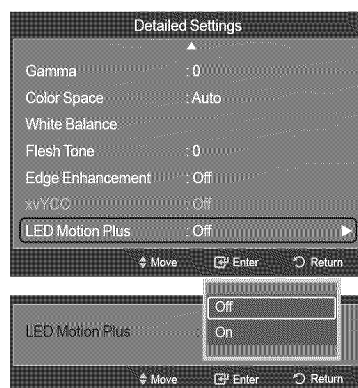 Detailed Settings
Gamma : 0
Color Space : Auto
White Balance
Flesh Tone : 0
Edge Enhancement : Off
xvYCC : Off
LED Motion Plus : Off
Move Enter Return
LED Motion Plus
Off
On
Move Enter Return